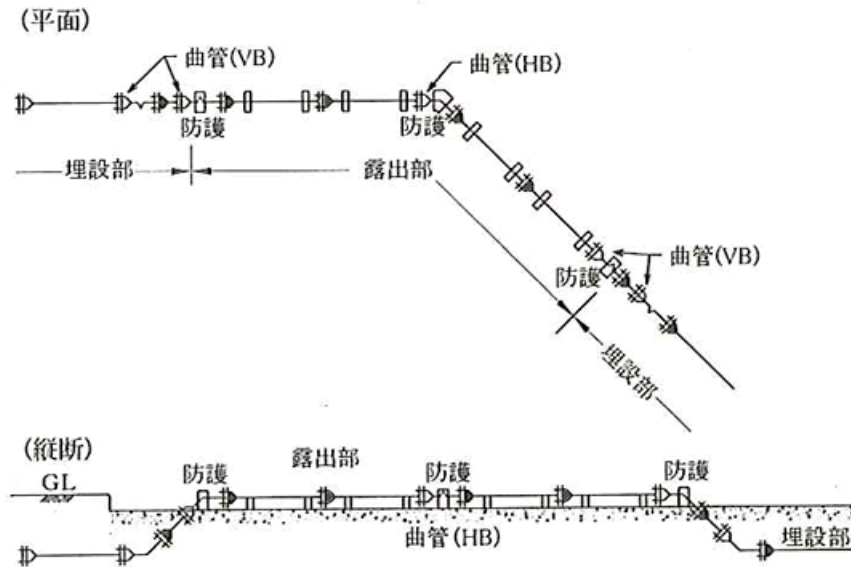 (平面)
曲管(VB)
曲管(HB)
防護
防護
埋設部
露出部
曲管(VB)
防護
埋設部
(縦断)
GL
防護
露出部
防護
防護
曲管(HB)
埋設部